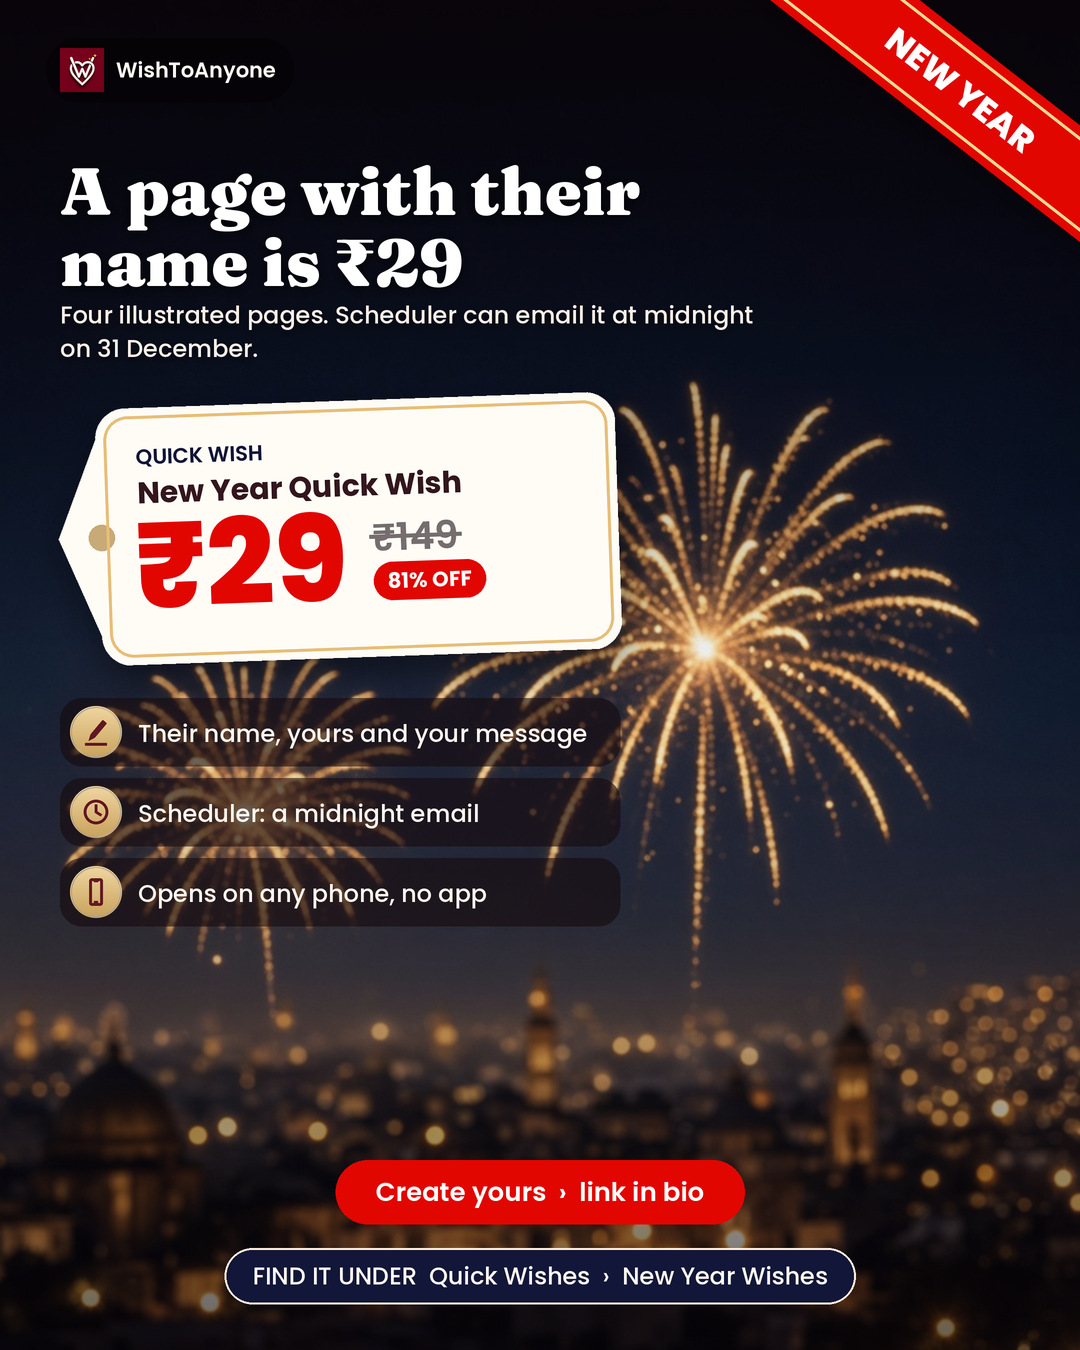 WishToAnyone
NEW YEAR
A page with their
name is ₹29
Four illustrated pages. Scheduler can email it at midnight
on 31 December.
QUICK WISH
New Year Quick Wish
₹29
₹149
81% OFF
Their name, yours and your message
Scheduler: a midnight email
Opens on any phone, no app
Create yours › link in bio
FIND IT UNDER Quick Wishes › New Year Wishes